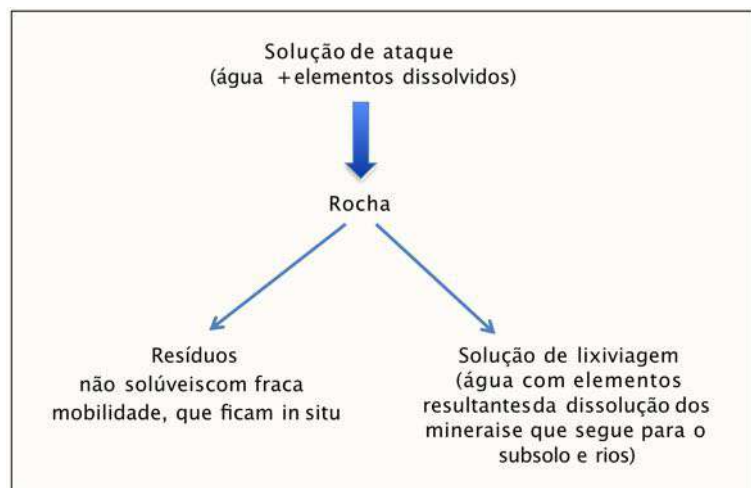 Solução de ataque
(água +elementos dissolvidos)
Rocha
Resíduos
não solúveiscom fraca
mobilidade, que ficam in situ
Solução de lixiviagem
(água com elementos
resultantesda dissolução dos
mineraise que segue para o
subsolo e rios)